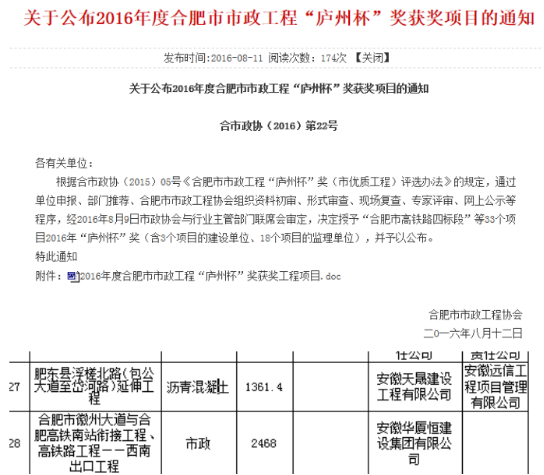 关于公布2016年度合肥市市政工程“庐州杯”奖获奖项目的通知
发布时间:2016-08-11 阅读次数：174次 【关闭】
关于公布2016年度合肥市市政工程“庐州杯”奖获奖项目的通知
合市政协（2016）第22号
各有关单位：
根据合市政协（2015）05号《合肥市市政工程“庐州杯”奖（市优质工程）评选办法》的规定，通过
单位申报、部门推荐、合肥市市政工程协会组织资料初审、形式审查、现场复查、专家评审、网上公示等
程序，经2016年8月9日市政协会与行业主管部门联席会审定，决定授予“合肥市高铁路四标段”等33个项
目2016年“庐州杯”奖（含3个项目的建设单位、18个项目的监理单位），并予以公布。
特此通知
附件：2016年度合肥市市政工程“庐州杯”奖获奖工程项目.doc
合肥市市政工程协会
二○一六年八月十二日
任公司 责任公司
27 肥东县浮槎北路（包公大道至岱河路）延伸工程 沥青混凝土 1361.4 安徽天晟建设工程有限公司 安徽远信工程项目管理有限公司
28 合肥市徽州大道与合肥高铁南站衔接工程、高铁路工程——西南出口工程 市政 2468 安徽华厦恒建设集团有限公司